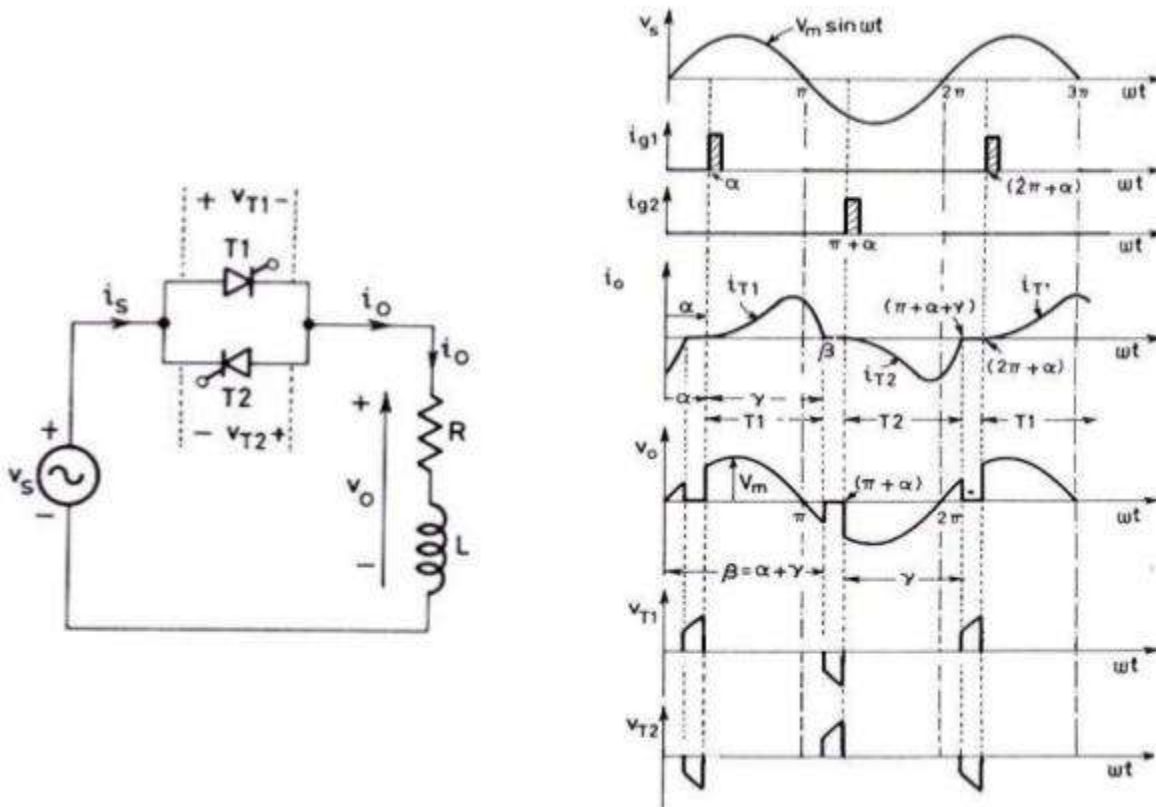 + vT1 -
T1
is
io
io
T2
- vT2 +
+
vs
-
+
vo
-
R
L
vs
Vm sin ωt
π
2π
3π
ωt
ig1
α
(2π+α)
ωt
ig2
π+α
ωt
io
α
iT1
(π+α+γ)
iT'
β
iT2
(2π+α)
ωt
α
γ
T1
T2
T1
vo
Vm
(π+α)
π
2π
ωt
β=α+γ
γ
vT1
ωt
vT2
ωt